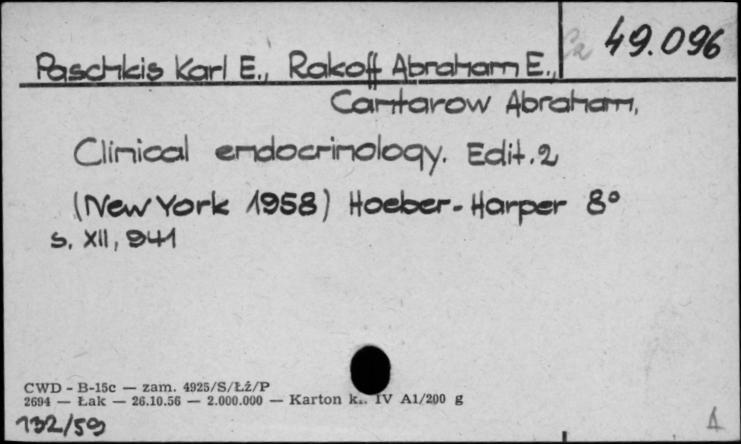 49.096
Paschkis Karl E., Rakoff Abraham E.,
Cantarow Abraham,
Clinical endocrinology. Edit. 2
(New York 1958) Hoeber-Harper 8°
s. XII, 941
CWD - B-15c — zam. 4925/S/Łż/P
2694 — Łak — 26.10.56 — 2.000.000 — Karton k.. IV A1/200 g
132/59